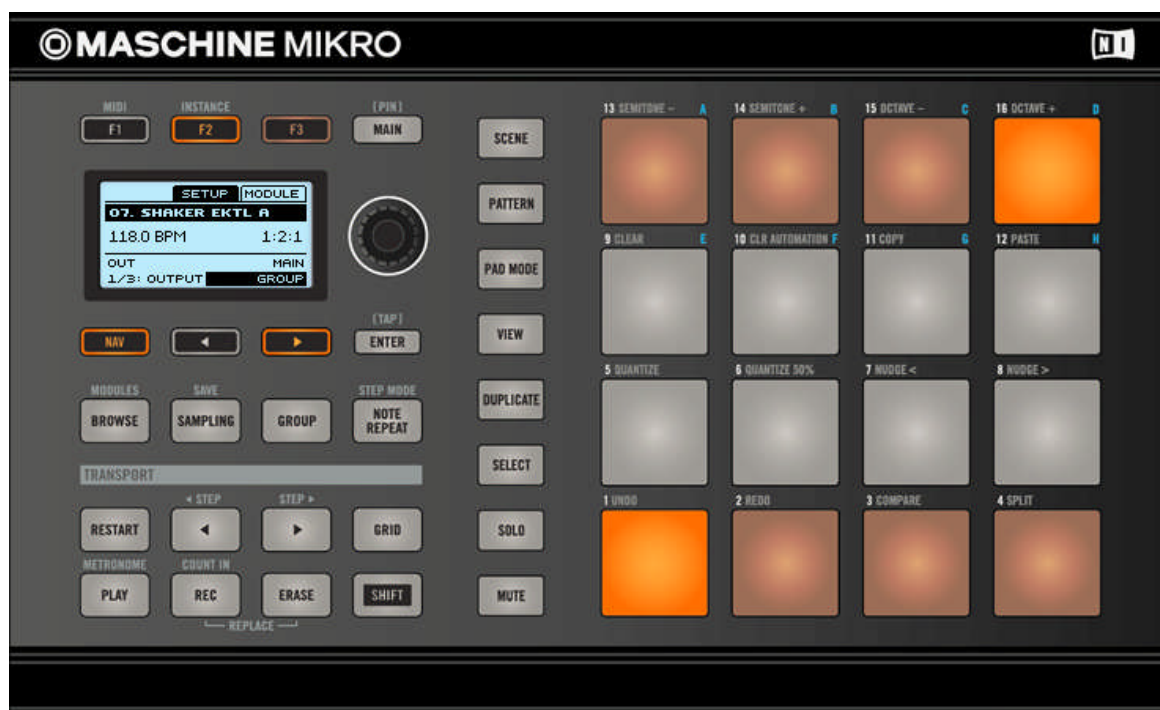 MASCHINE MIKRO
NI
MIDI INSTANCE [PIN]
F1 F2 F3 MAIN
SETUP MODULE
07. SHAKER EKTL A
118.0 BPM 1:2:1
OUT MAIN
1/3: OUTPUT GROUP
[TAP]
NAV ENTER
MODULES SAVE STEP MODE
BROWSE SAMPLING GROUP NOTE REPEAT
TRANSPORT
◂ STEP STEP ▸
RESTART ◀ ▶ GRID
METRONOME COUNT IN
PLAY REC ERASE SHIFT
REPLACE
SCENE
PATTERN
PAD MODE
VIEW
DUPLICATE
SELECT
SOLO
MUTE
13 SEMITONE – A 14 SEMITONE + B 15 OCTAVE – C 16 OCTAVE + D
9 CLEAR E 10 CLR AUTOMATION F 11 COPY G 12 PASTE H
5 QUANTIZE 6 QUANTIZE 50% 7 NUDGE < 8 NUDGE >
1 UNDO 2 REDO 3 COMPARE 4 SPLIT